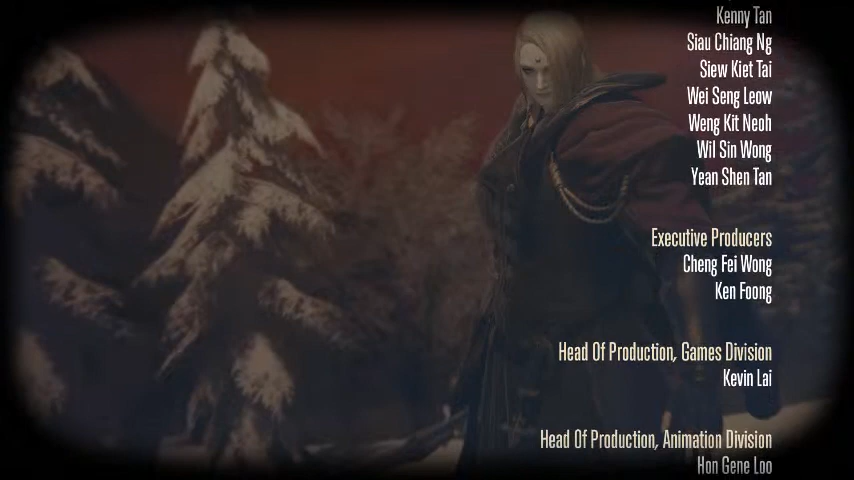 Kenny Tan
Siau Chiang Ng
Siew Kiet Tai
Wei Seng Leow
Weng Kit Neoh
Wil Sin Wong
Yean Shen Tan
Executive Producers
Cheng Fei Wong
Ken Foong
Head Of Production, Games Division
Kevin Lai
Head Of Production, Animation Division
Hon Gene Loo